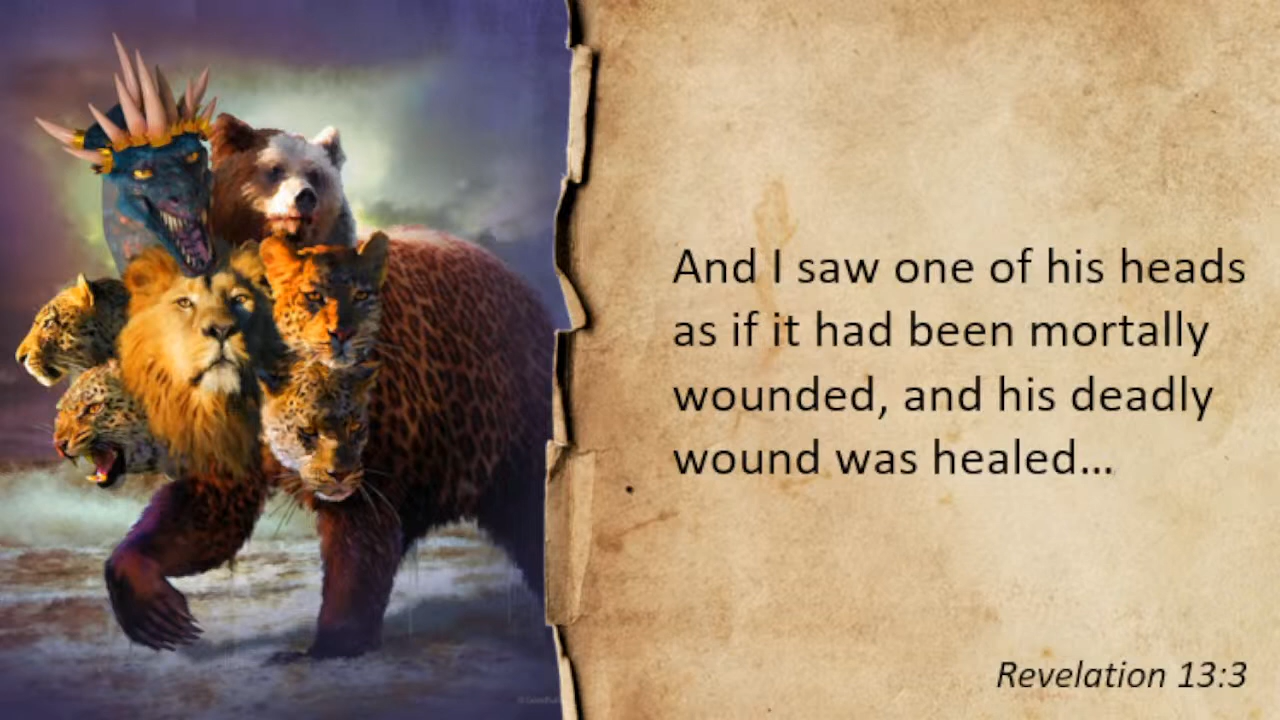 And I saw one of his heads
as if it had been mortally
wounded, and his deadly
wound was healed…
Revelation 13:3